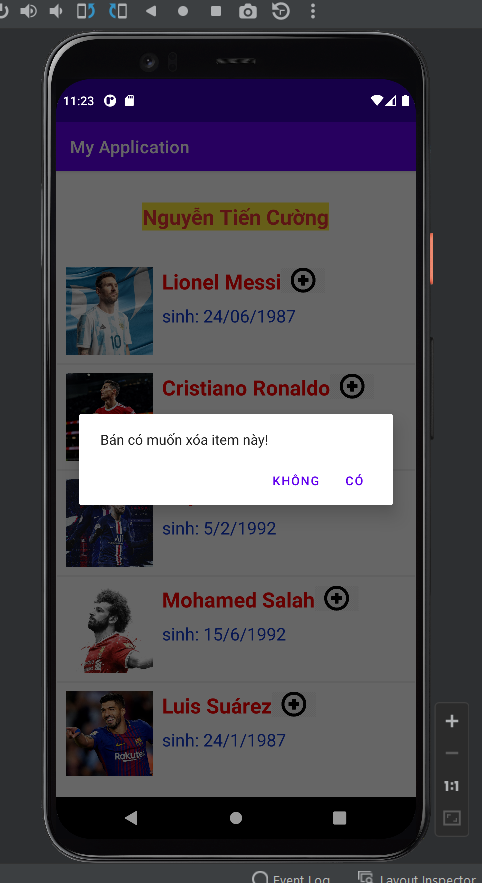 11:23
My Application
Nguyễn Tiến Cường
Lionel Messi
10
sinh: 24/06/1987
Cristiano Ronaldo
Bán có muốn xóa item này!
KHÔNG CÓ
sinh: 5/2/1992
Mohamed Salah
sinh: 15/6/1992
Luis Suárez
sinh: 24/1/1987
Rakuten
1:1
Event Log Layout Inspector